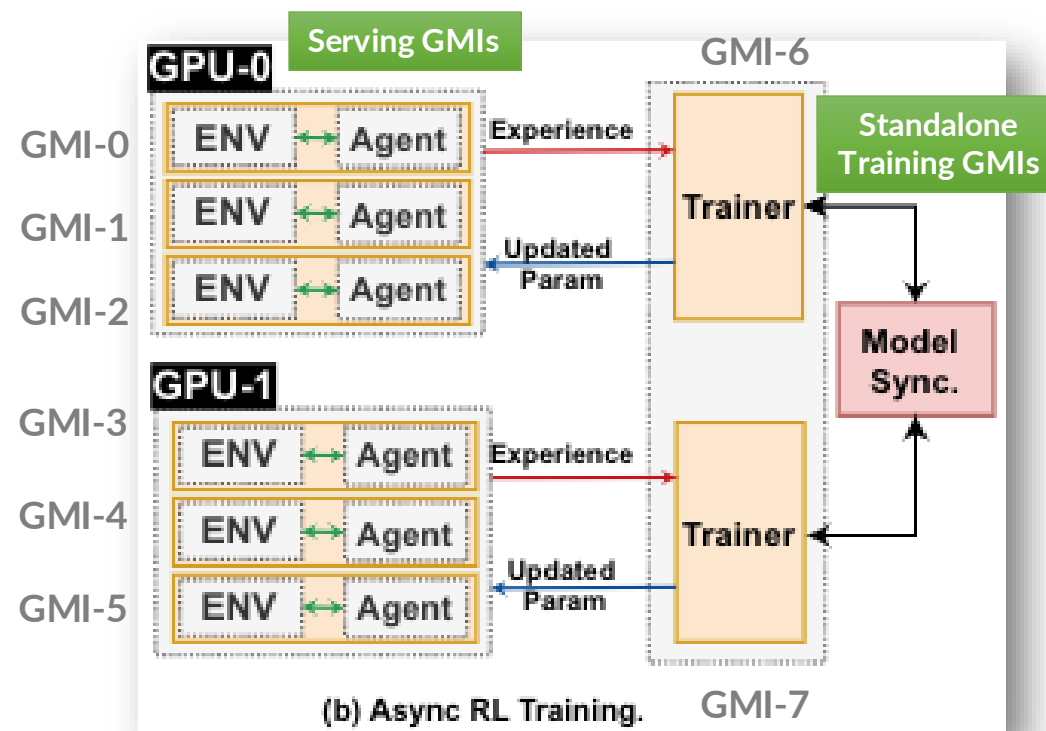 Serving GMIs
GMI-6
GPU-0
Standalone
Training GMIs
GMI-0
ENV
Agent
Experience
Trainer
GMI-1
ENV
Agent
GMI-2
ENV
Agent
Updated
Param
Model
Sync.
GPU-1
GMI-3
ENV
Agent
Experience
Trainer
GMI-4
ENV
Agent
GMI-5
ENV
Agent
Updated
Param
(b) Async RL Training.
GMI-7